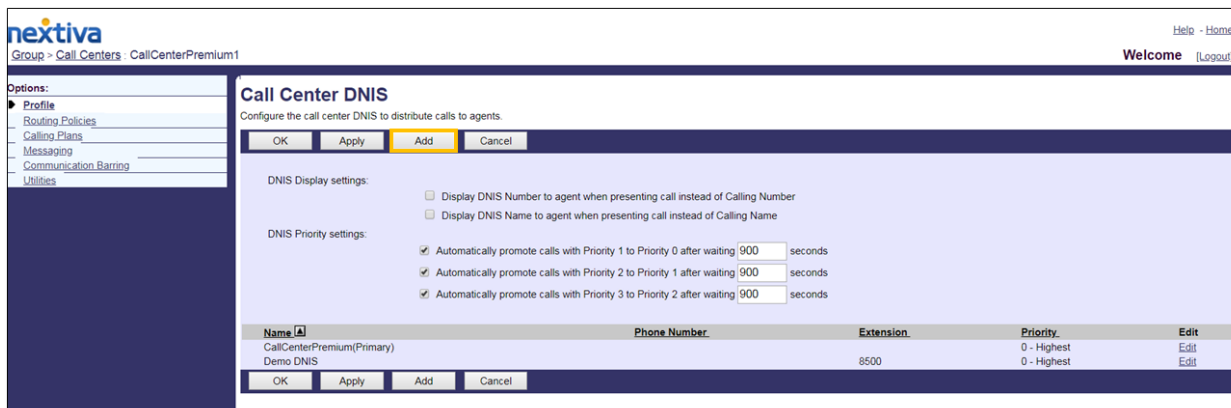 nextiva
Help - Home
Group > Call Centers : CallCenterPremium1
Welcome [Logout]
Options:
Profile
Routing Policies
Calling Plans
Messaging
Communication Barring
Utilities
Call Center DNIS
Configure the call center DNIS to distribute calls to agents.
OK Apply Add Cancel
DNIS Display settings:
Display DNIS Number to agent when presenting call instead of Calling Number
Display DNIS Name to agent when presenting call instead of Calling Name
DNIS Priority settings:
Automatically promote calls with Priority 1 to Priority 0 after waiting 900 seconds
Automatically promote calls with Priority 2 to Priority 1 after waiting 900 seconds
Automatically promote calls with Priority 3 to Priority 2 after waiting 900 seconds
Name Phone Number Extension Priority Edit
CallCenterPremium(Primary) 0 - Highest Edit
Demo DNIS 8500 0 - Highest Edit
OK Apply Add Cancel